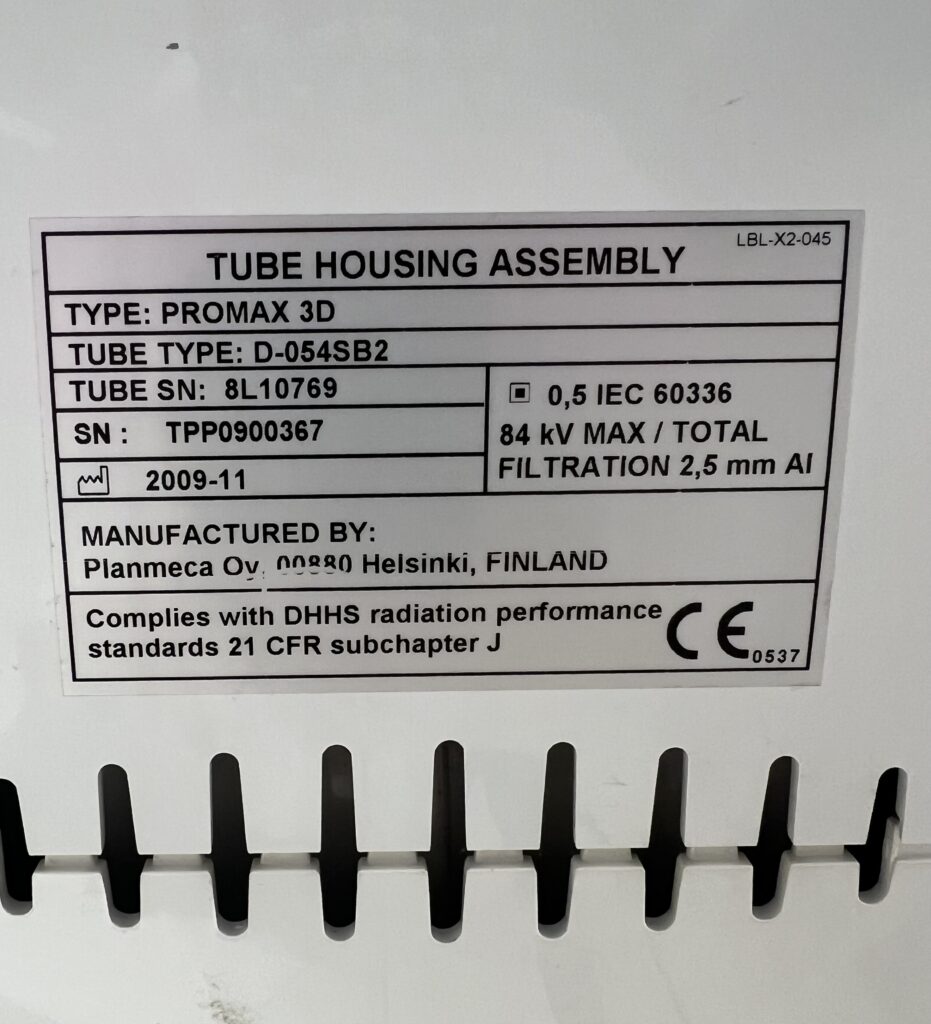 LBL-X2-045
TUBE HOUSING ASSEMBLY
TYPE: PROMAX 3D
TUBE TYPE: D-054SB2
TUBE SN: 8L10769
SN : TPP0900367
2009-11
0,5 IEC 60336
84 kV MAX / TOTAL
FILTRATION 2,5 mm Al
MANUFACTURED BY:
Planmeca Oy, 00880 Helsinki, FINLAND
Complies with DHHS radiation performance
standards 21 CFR subchapter J
CE 0537